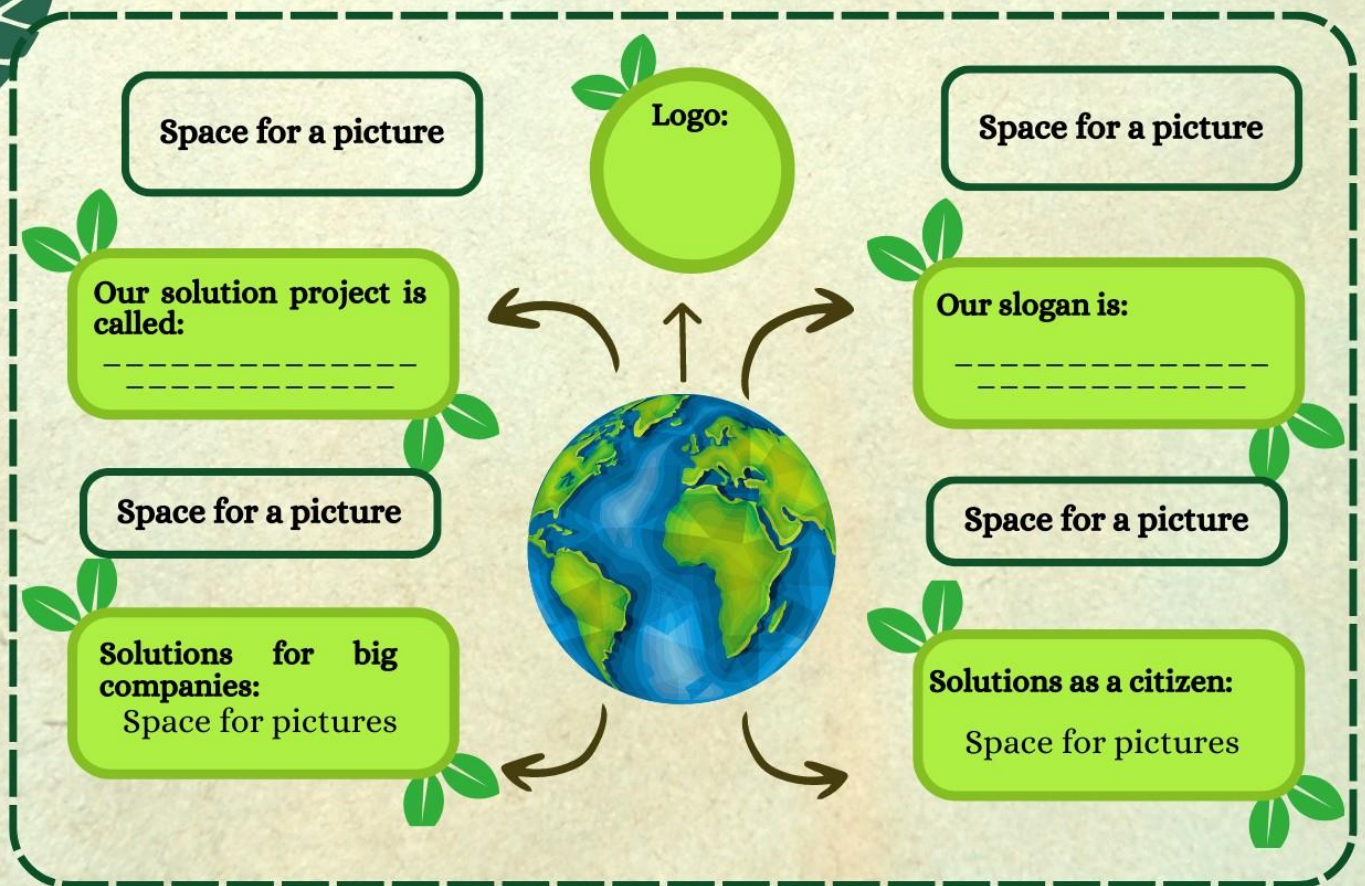 Logo:
Space for a picture
Space for a picture
Our solution project is
called:
_ _ _ _ _ _ _ _ _ _ _ _ _ _
_ _ _ _ _ _ _ _ _ _ _ _
Our slogan is:
_ _ _ _ _ _ _ _ _ _ _ _ _ _
_ _ _ _ _ _ _ _ _ _ _ _
Space for a picture
Space for a picture
Solutions for big
companies:
Space for pictures
Solutions as a citizen:
Space for pictures